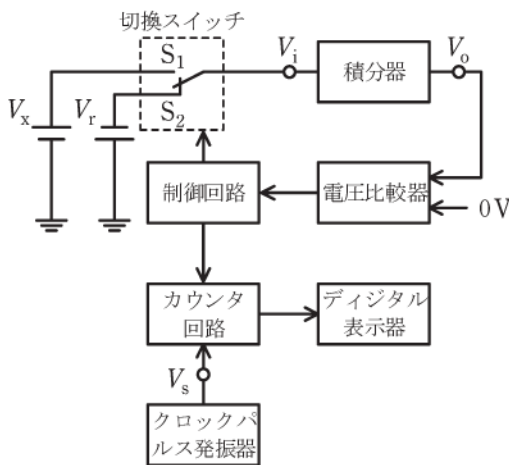 切換スイッチ
S1
S2
Vi
積分器
Vo
Vx
Vr
制御回路
電圧比較器
0V
カウンタ
回路
ディジタル
表示器
Vs
クロックパ
ルス発振器